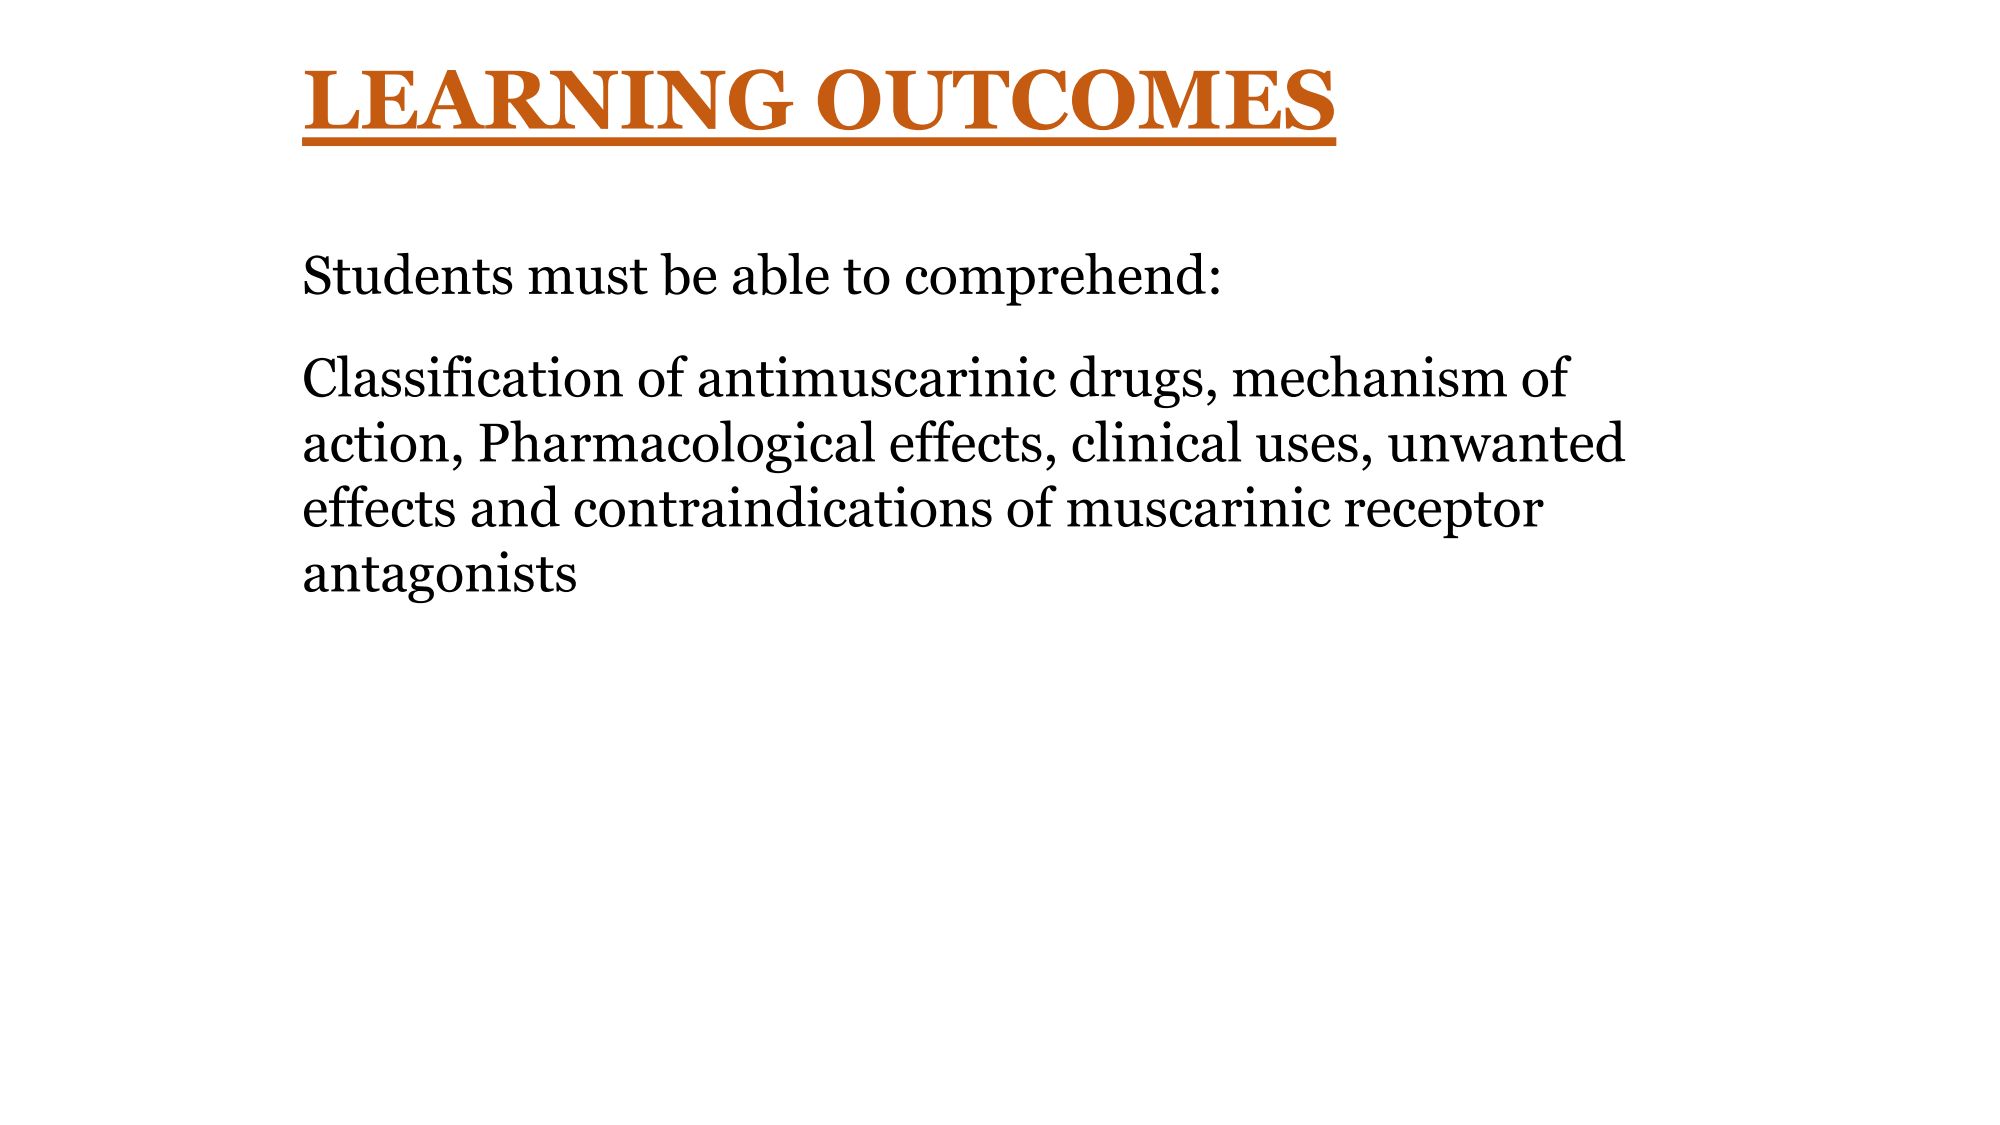 LEARNING OUTCOMES
Students must be able to comprehend:
Classification of antimuscarinic drugs, mechanism of
action, Pharmacological effects, clinical uses, unwanted
effects and contraindications of muscarinic receptor
antagonists